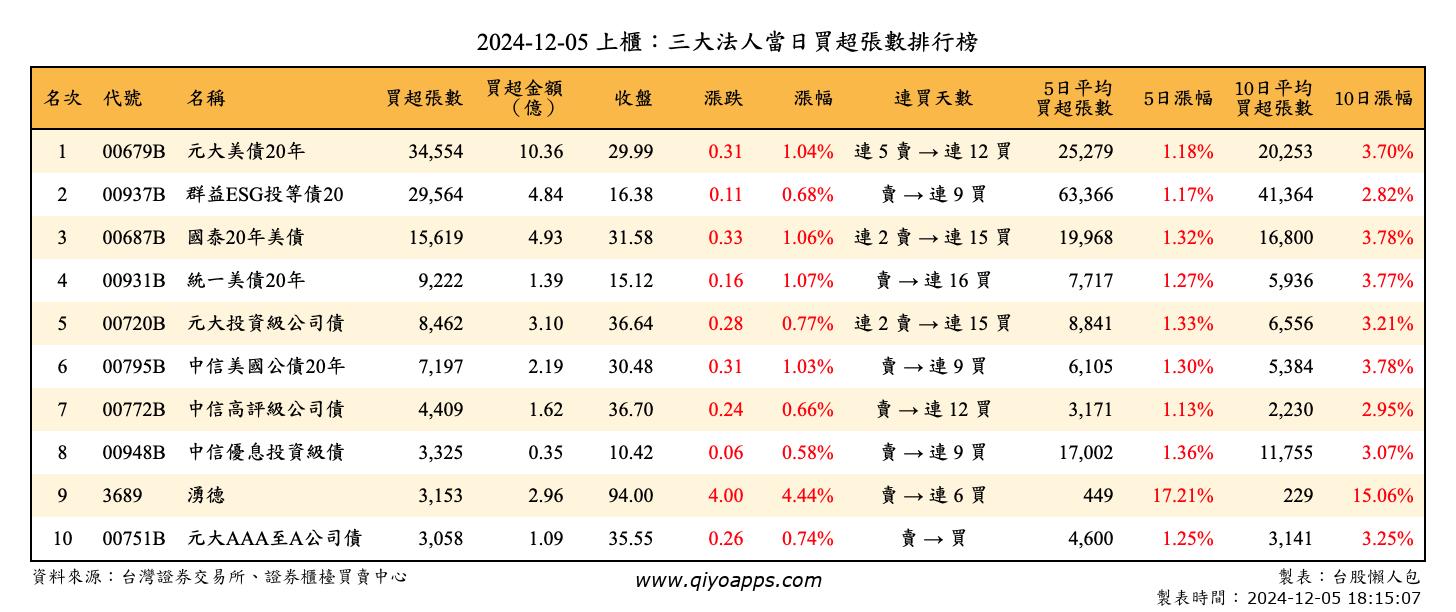 2024-12-05 上櫃：三大法人當日買超張數排行榜
名次 代號 名稱 買超張數 買超金額（億） 收盤 漲跌 漲幅 連買天數 5日平均買超張數 5日漲幅 10日平均買超張數 10日漲幅
1 00679B 元大美債20年 34,554 10.36 29.99 0.31 1.04% 連 5 賣 → 連 12 買 25,279 1.18% 20,253 3.70%
2 00937B 群益ESG投等債20 29,564 4.84 16.38 0.11 0.68% 賣 → 連 9 買 63,366 1.17% 41,364 2.82%
3 00687B 國泰20年美債 15,619 4.93 31.58 0.33 1.06% 連 2 賣 → 連 15 買 19,968 1.32% 16,800 3.78%
4 00931B 統一美債20年 9,222 1.39 15.12 0.16 1.07% 賣 → 連 16 買 7,717 1.27% 5,936 3.77%
5 00720B 元大投資級公司債 8,462 3.10 36.64 0.28 0.77% 連 2 賣 → 連 15 買 8,841 1.33% 6,556 3.21%
6 00795B 中信美國公債20年 7,197 2.19 30.48 0.31 1.03% 賣 → 連 9 買 6,105 1.30% 5,384 3.78%
7 00772B 中信高評級公司債 4,409 1.62 36.70 0.24 0.66% 賣 → 連 12 買 3,171 1.13% 2,230 2.95%
8 00948B 中信優息投資級債 3,325 0.35 10.42 0.06 0.58% 賣 → 連 9 買 17,002 1.36% 11,755 3.07%
9 3689 湧德 3,153 2.96 94.00 4.00 4.44% 賣 → 連 6 買 449 17.21% 229 15.06%
10 00751B 元大AAA至A公司債 3,058 1.09 35.55 0.26 0.74% 賣 → 買 4,600 1.25% 3,141 3.25%
資料來源：台灣證券交易所、證券櫃檯買賣中心 www.qiyoapps.com 製表：台股懶人包
製表時間：2024-12-05 18:15:07